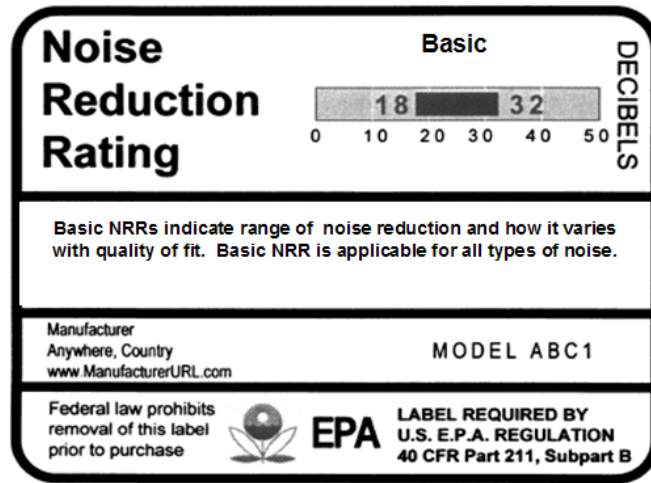 Noise
Reduction
Rating
Basic
18 32
0 10 20 30 40 50
DECIBELS
Basic NRRs indicate range of noise reduction and how it varies
with quality of fit. Basic NRR is applicable for all types of noise.
Manufacturer
Anywhere, Country
www.ManufacturerURL.com
MODEL ABC1
Federal law prohibits
removal of this label
prior to purchase
EPA
LABEL REQUIRED BY
U.S. E.P.A. REGULATION
40 CFR Part 211, Subpart B